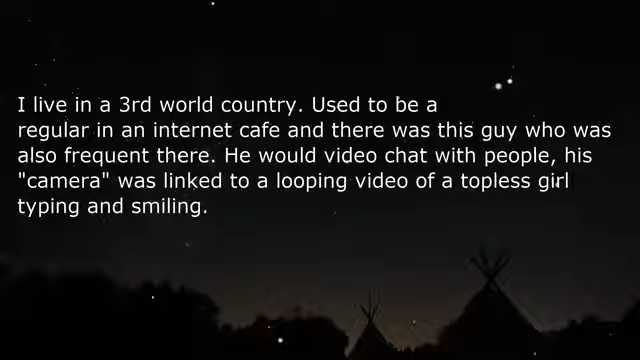 I live in a 3rd world country. Used to be a
regular in an internet cafe and there was this guy who was
also frequent there. He would video chat with people, his
"camera" was linked to a looping video of a topless girl
typing and smiling.